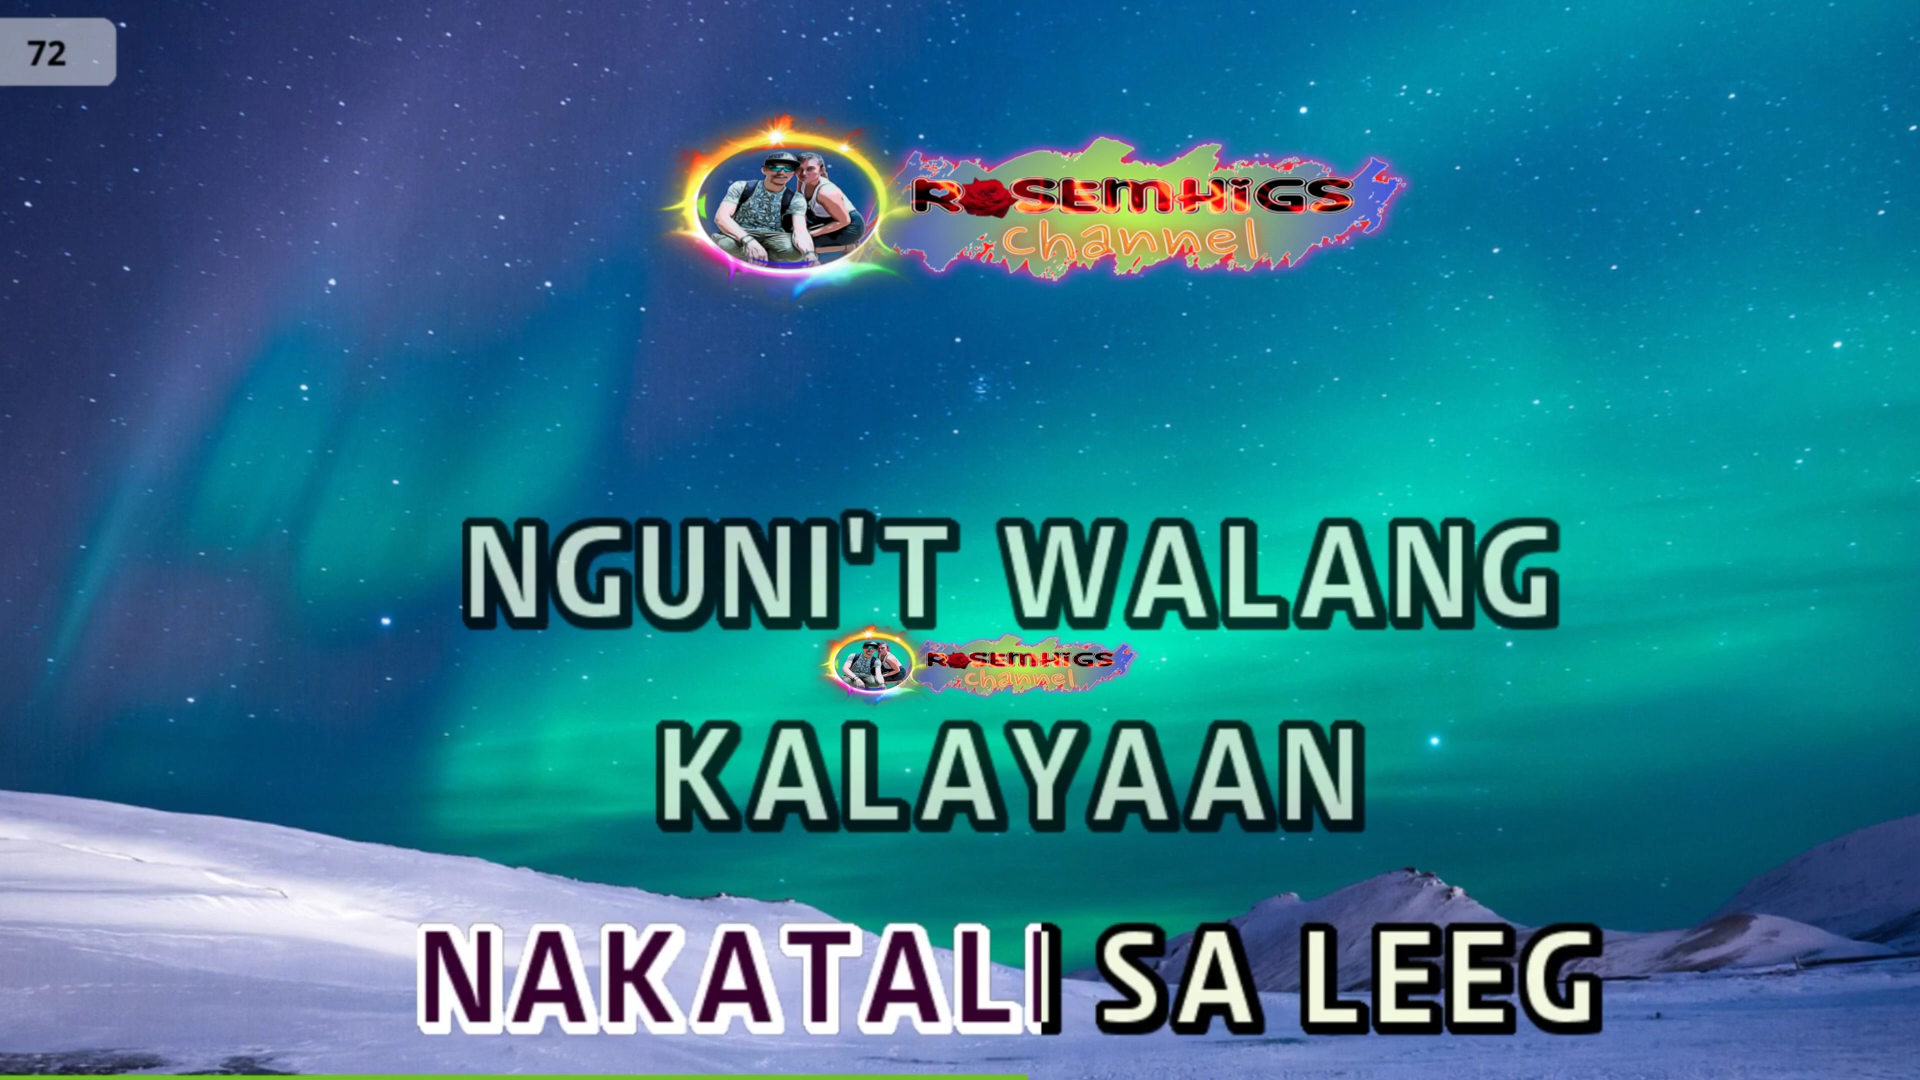 72
ROSEMHiGS
channel
NGUNI'T WALANG
ROSEMHiGS
channel
KALAYAAN
NAKATALI SA LEEG